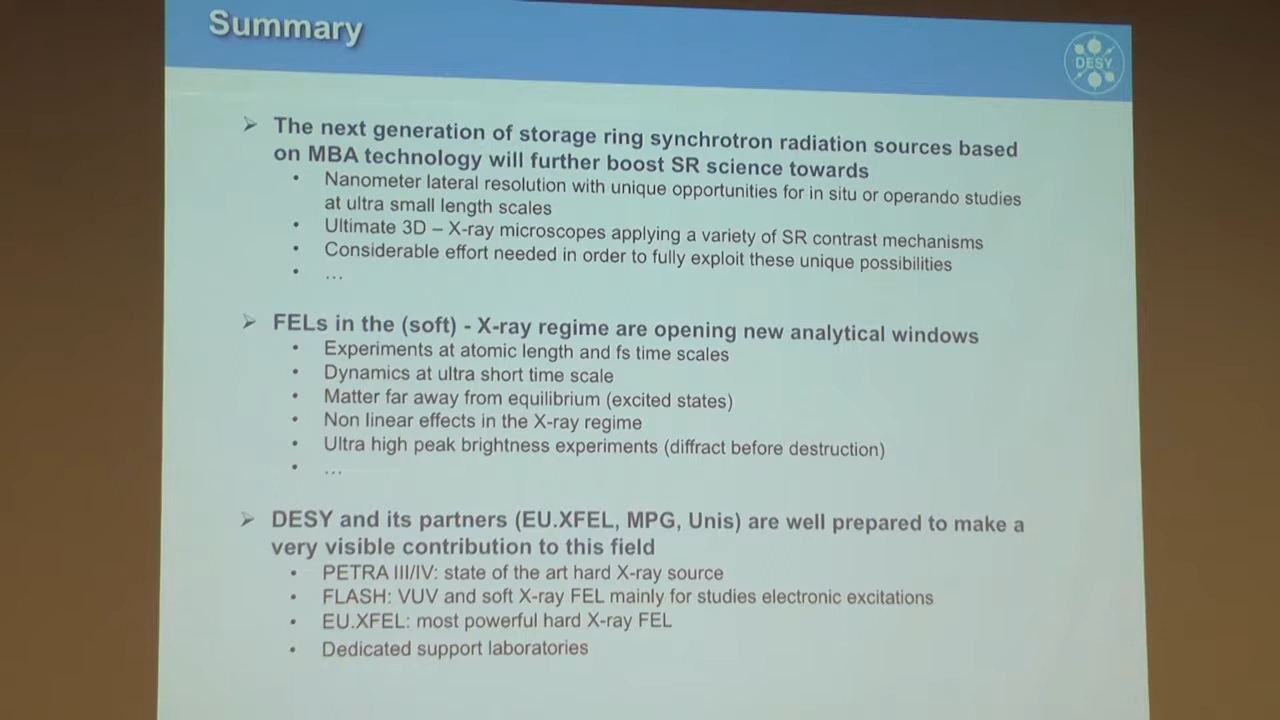 Summary
DESY
➢ The next generation of storage ring synchrotron radiation sources based
on MBA technology will further boost SR science towards
• Nanometer lateral resolution with unique opportunities for in situ or operando studies
at ultra small length scales
• Ultimate 3D – X-ray microscopes applying a variety of SR contrast mechanisms
• Considerable effort needed in order to fully exploit these unique possibilities
• …
➢ FELs in the (soft) - X-ray regime are opening new analytical windows
• Experiments at atomic length and fs time scales
• Dynamics at ultra short time scale
• Matter far away from equilibrium (excited states)
• Non linear effects in the X-ray regime
• Ultra high peak brightness experiments (diffract before destruction)
• …
➢ DESY and its partners (EU.XFEL, MPG, Unis) are well prepared to make a
very visible contribution to this field
• PETRA III/IV: state of the art hard X-ray source
• FLASH: VUV and soft X-ray FEL mainly for studies electronic excitations
• EU.XFEL: most powerful hard X-ray FEL
• Dedicated support laboratories